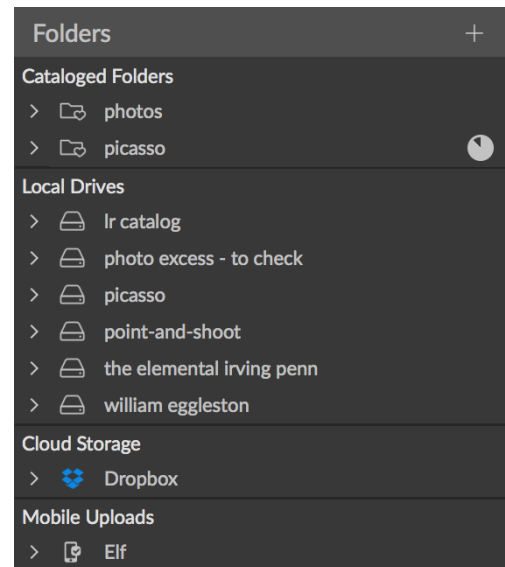 Folders
Cataloged Folders
photos
picasso
Local Drives
lr catalog
photo excess - to check
picasso
point-and-shoot
the elemental irving penn
william eggleston
Cloud Storage
Dropbox
Mobile Uploads
Elf